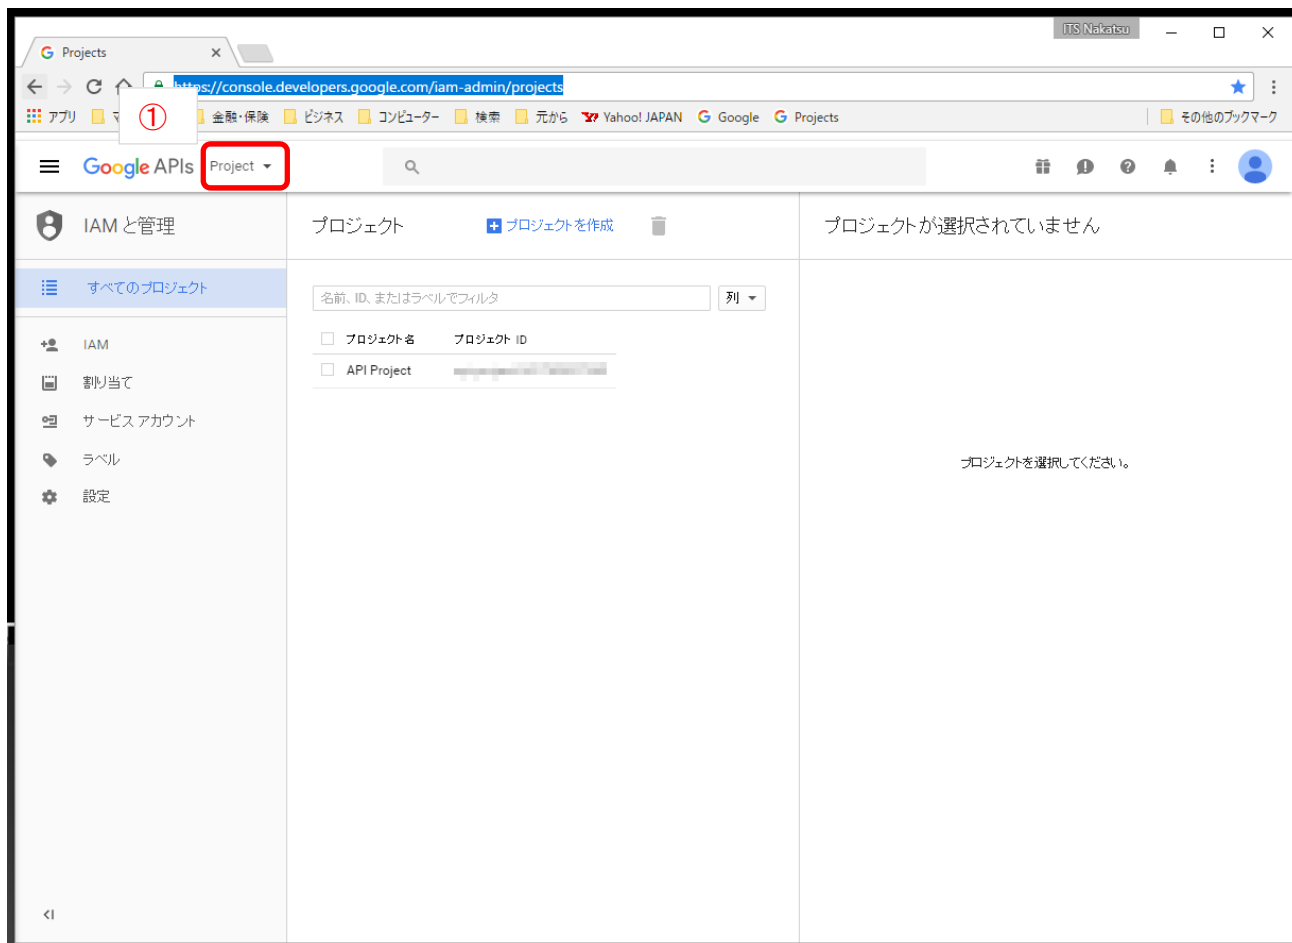 ITS Nakatsu
Projects
https://console.developers.google.com/iam-admin/projects
アプリ 金融・保険 ビジネス コンピューター 検索 元から Yahoo! JAPAN Google Projects その他のブックマーク
①
Google APIs Project
IAM と管理
プロジェクト
プロジェクトを作成
プロジェクトが選択されていません
すべてのプロジェクト
名前、ID、またはラベルでフィルタ
列
プロジェクト名 プロジェクト ID
API Project
IAM
割り当て
サービス アカウント
ラベル
設定
プロジェクトを選択してください。